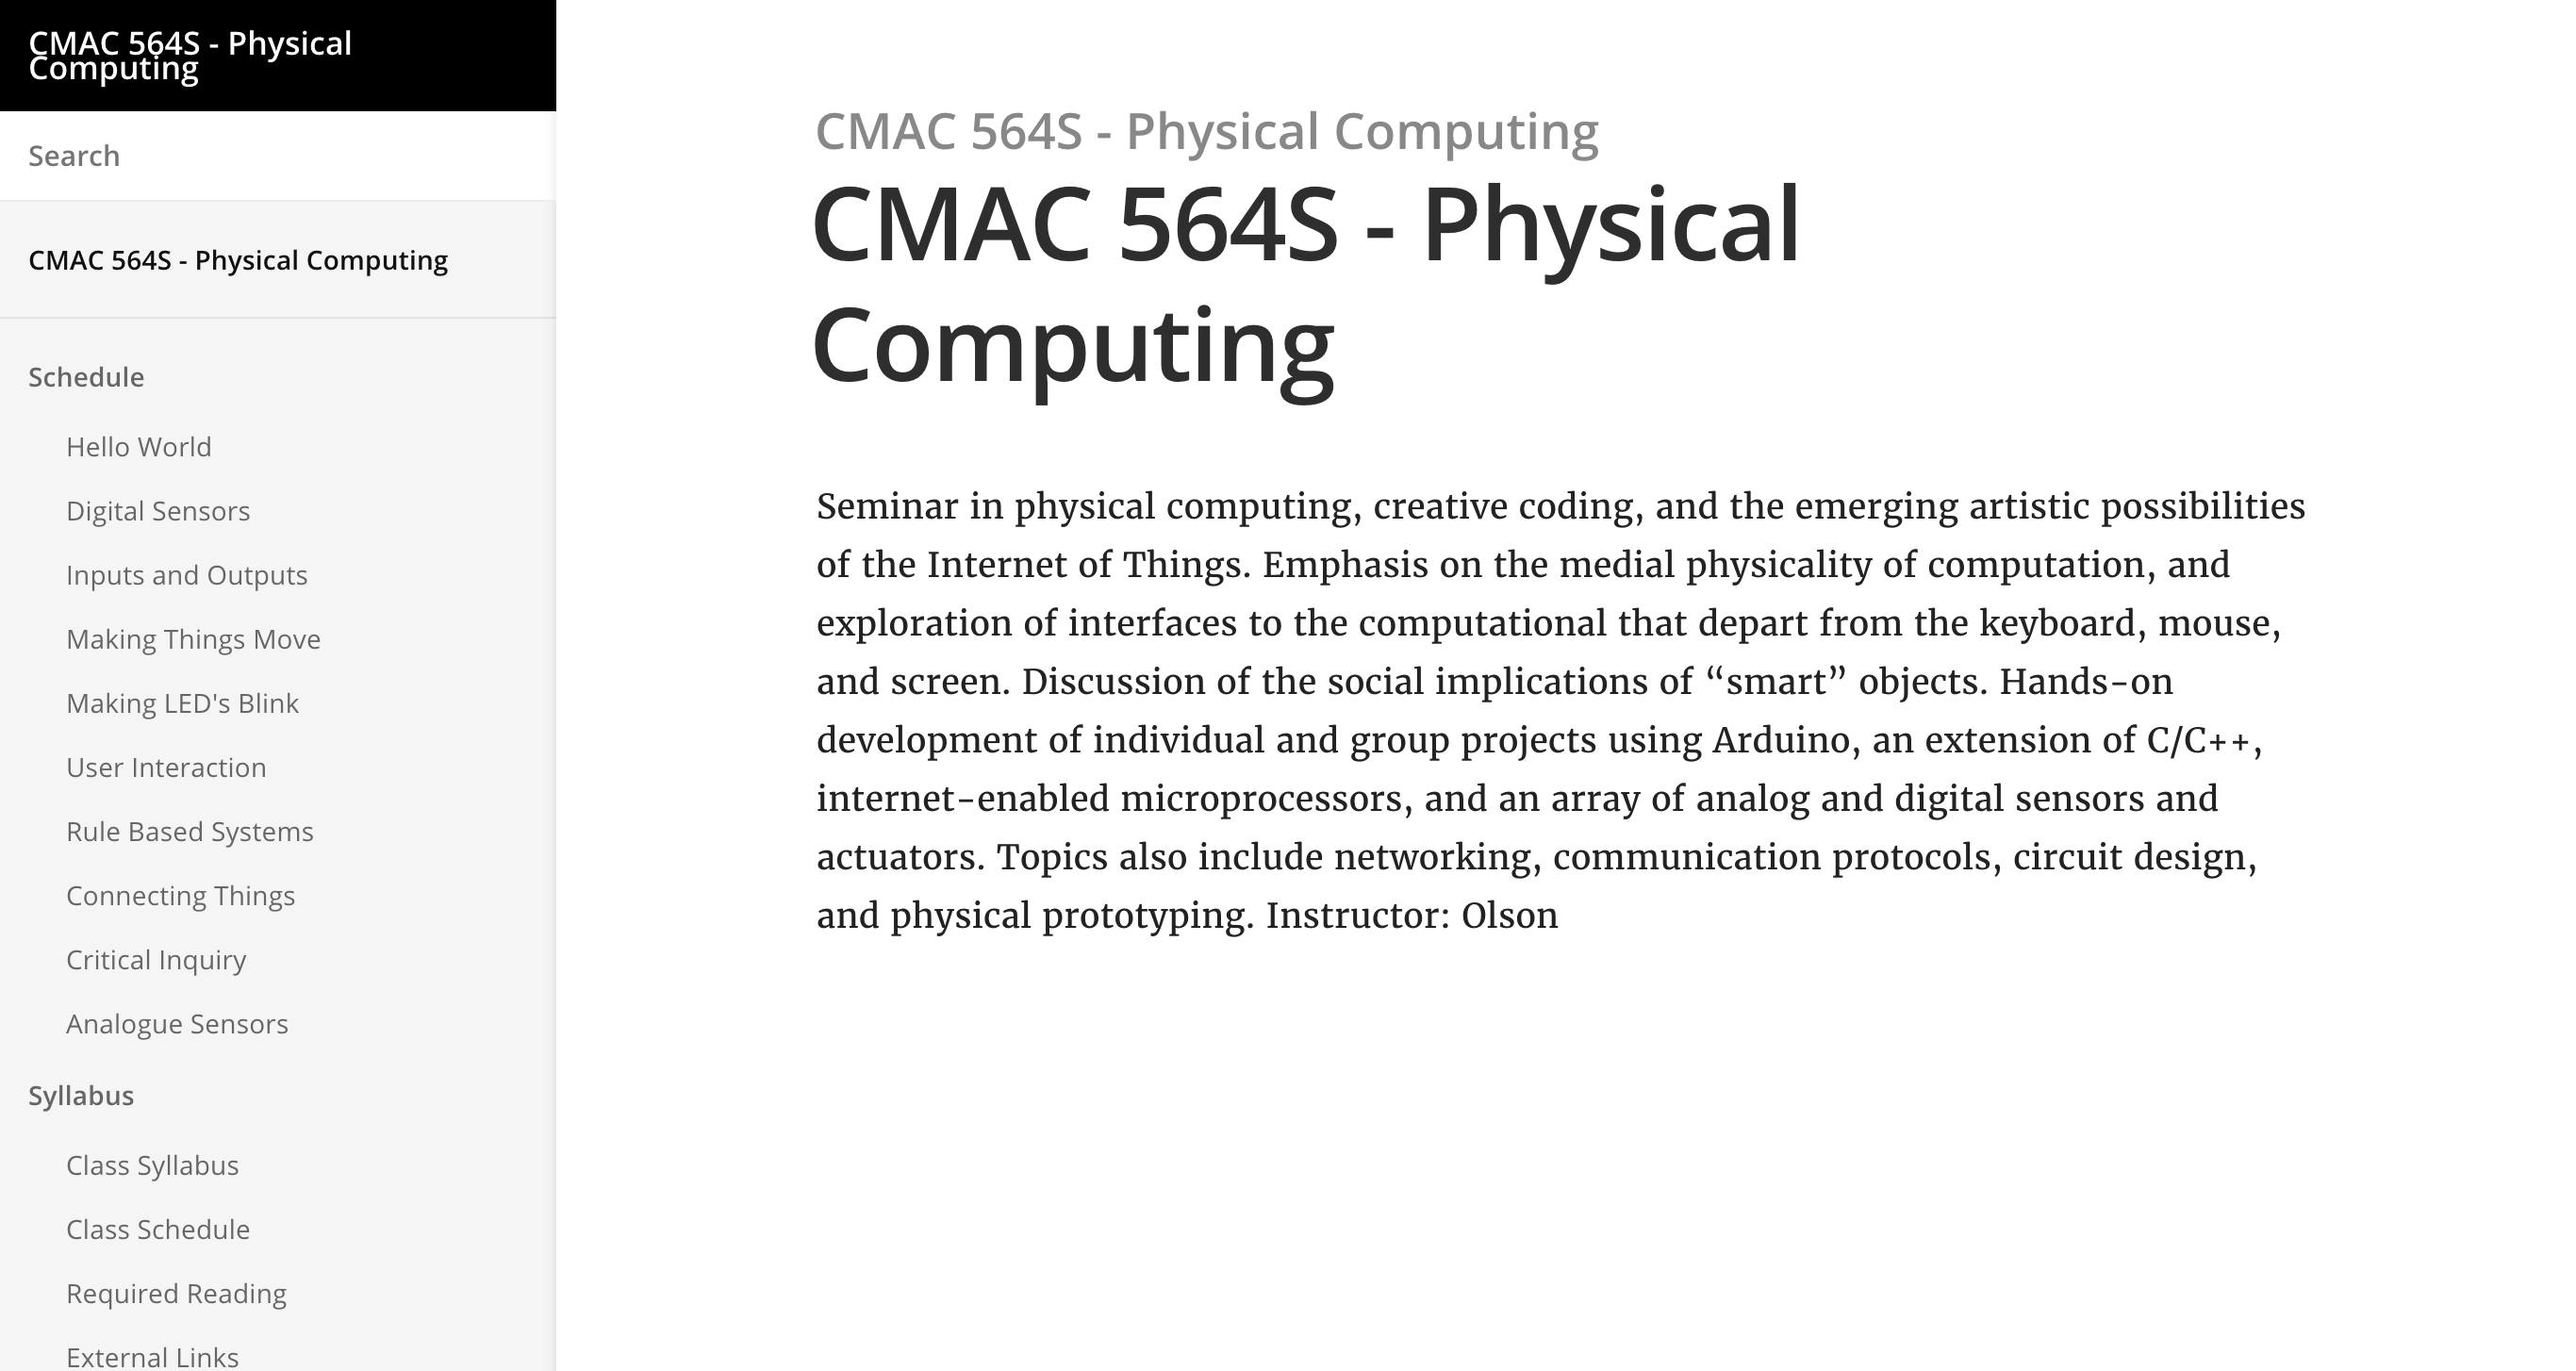 CMAC 564S - Physical
Computing
Search
CMAC 564S - Physical Computing
Schedule
Hello World
Digital Sensors
Inputs and Outputs
Making Things Move
Making LED's Blink
User Interaction
Rule Based Systems
Connecting Things
Critical Inquiry
Analogue Sensors
Syllabus
Class Syllabus
Class Schedule
Required Reading
External Links
CMAC 564S - Physical Computing
CMAC 564S - Physical
Computing
Seminar in physical computing, creative coding, and the emerging artistic possibilities
of the Internet of Things. Emphasis on the medial physicality of computation, and
exploration of interfaces to the computational that depart from the keyboard, mouse,
and screen. Discussion of the social implications of “smart” objects. Hands-on
development of individual and group projects using Arduino, an extension of C/C++,
internet-enabled microprocessors, and an array of analog and digital sensors and
actuators. Topics also include networking, communication protocols, circuit design,
and physical prototyping. Instructor: Olson